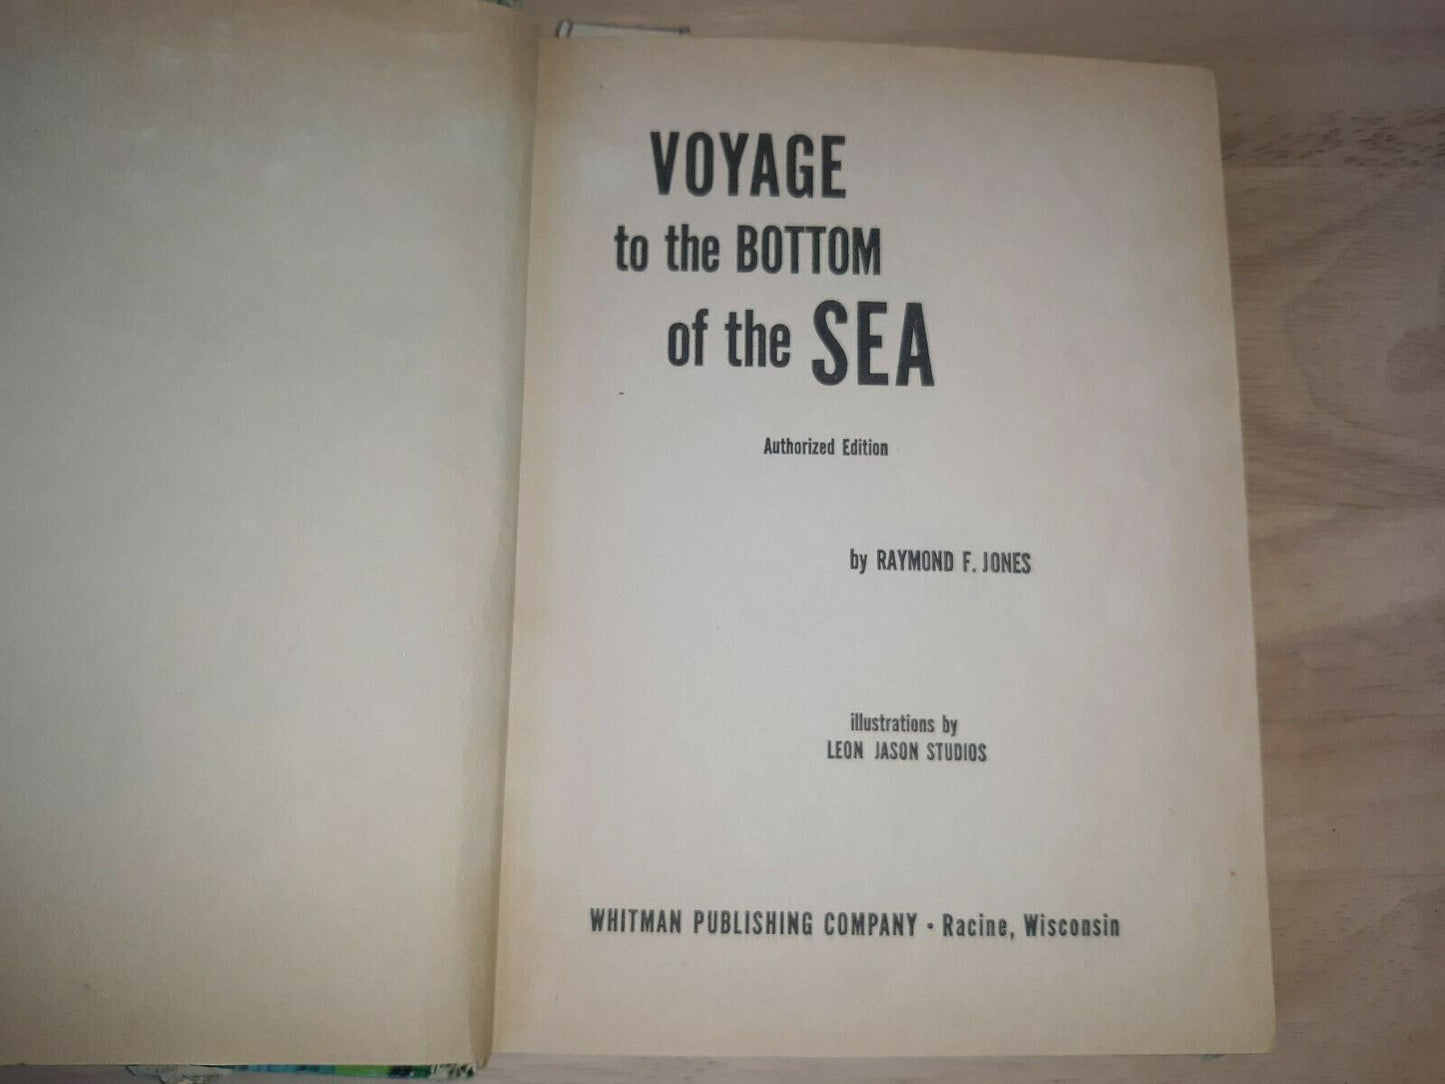 VOYAGE
to the BOTTOM
of the SEA
Authorized Edition
by RAYMOND F. JONES
illustrations by
LEON JASON STUDIOS
WHITMAN PUBLISHING COMPANY • Racine, Wisconsin